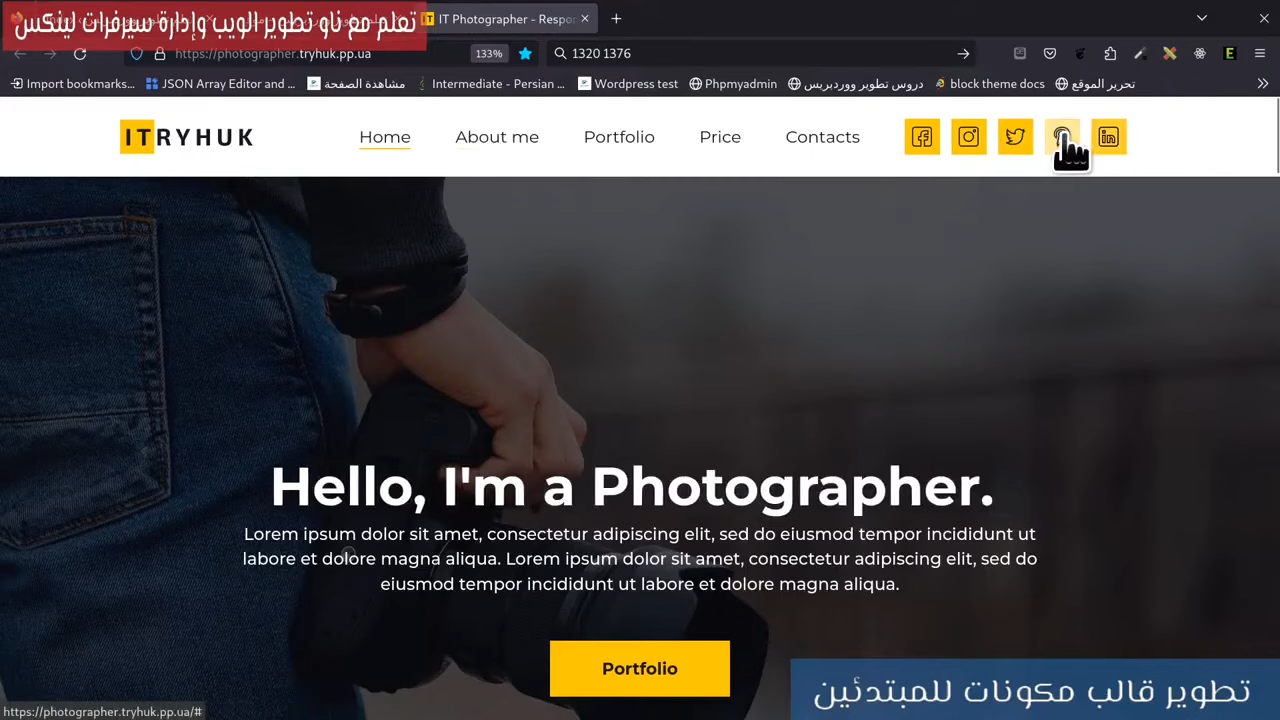 تعلم مع ناو تطوير الويب وإدارة سيرفرات لينكس
IT Photographer - Respo
https://photographer.tryhuk.pp.ua
133%
1320 1376
Import bookmarks...
JSON Array Editor and ...
مشاهدة الصفحة
Intermediate - Persian ...
Wordpress test
Phpmyadmin
دروس تطوير ووردبريس
block theme docs
تحرير الموقع
ITRYHUK
Home
About me
Portfolio
Price
Contacts
Hello, I'm a Photographer.
Lorem ipsum dolor sit amet, consectetur adipiscing elit, sed do eiusmod tempor incididunt ut
labore et dolore magna aliqua. Lorem ipsum dolor sit amet, consectetur adipiscing elit, sed do
eiusmod tempor incididunt ut labore et dolore magna aliqua.
Portfolio
تطوير قالب مكونات للمبتدئين
https://photographer.tryhuk.pp.ua/#